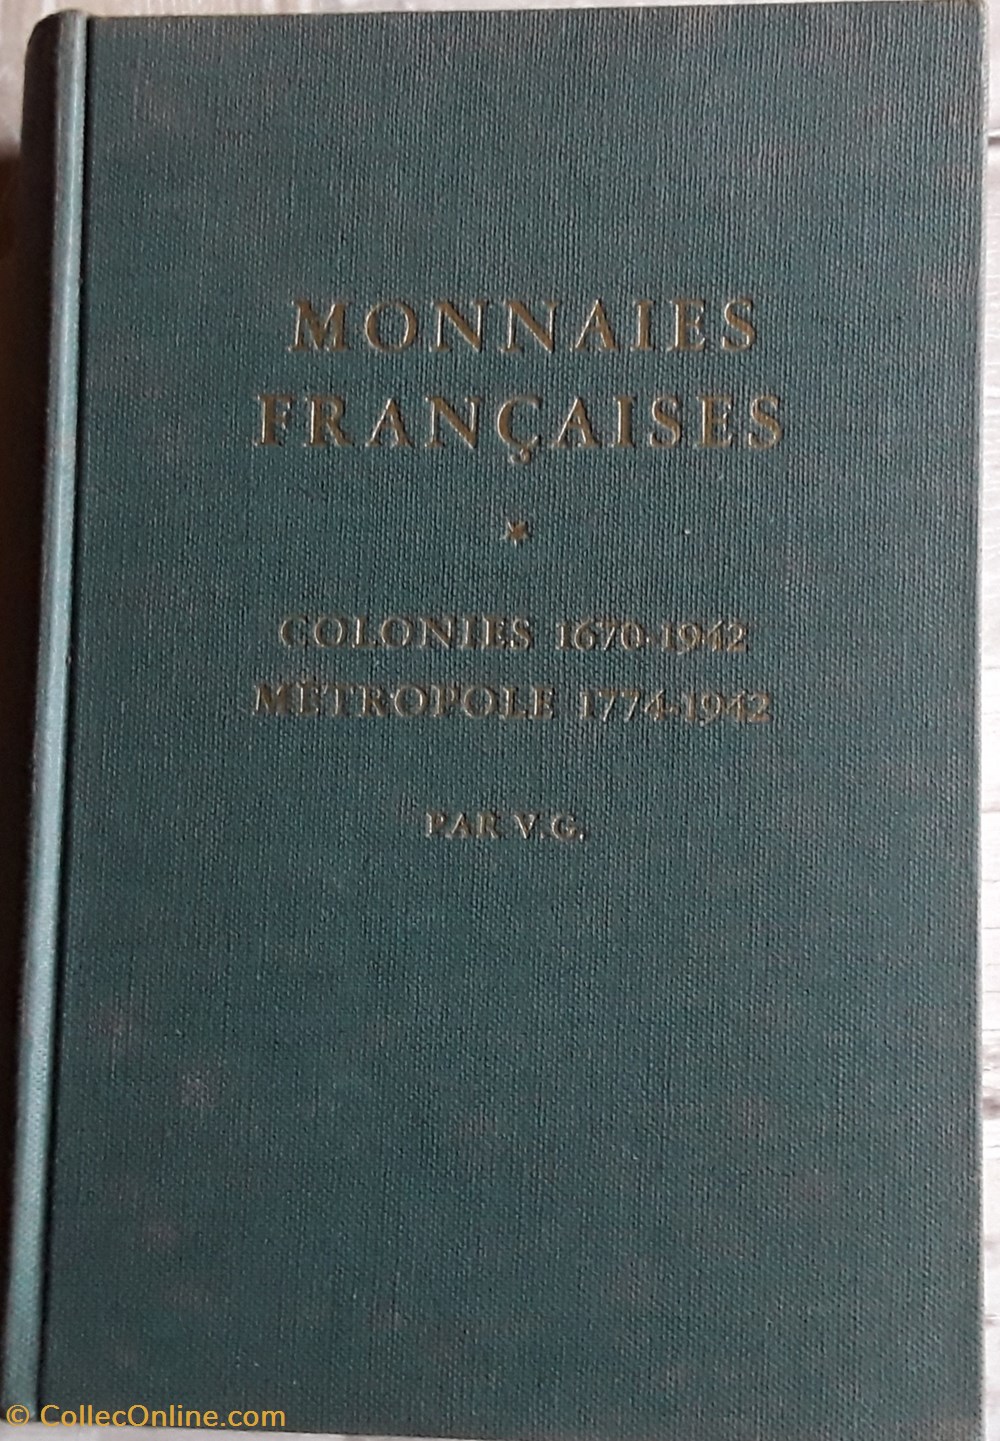 MONNAIES
FRANÇAISES
*
COLONIES 1670-1942
MÉTROPOLE 1774-1942
PAR V.G.
© CollecOnline.com